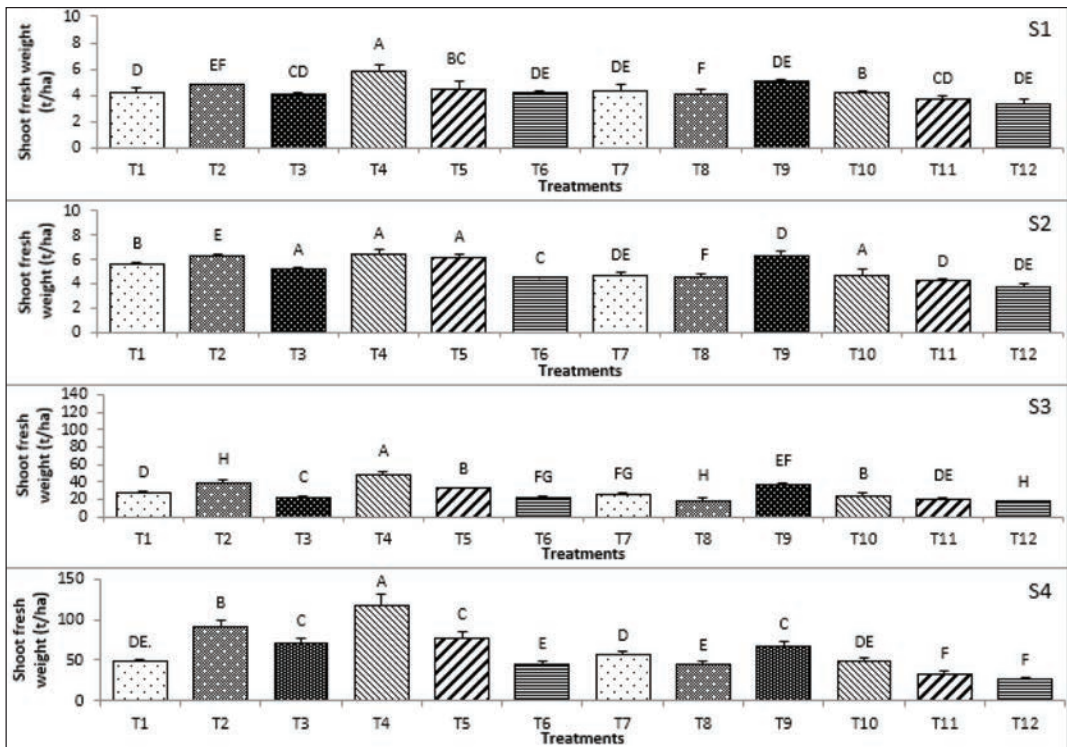 S1
Shoot fresh weight
(t/ha)
10
8
6
4
2
0
D EF CD A BC DE DE F DE B CD DE
T1 T2 T3 T4 T5 T6 T7 T8 T9 T10 T11 T12
Treatments
S2
Shoot fresh
weight (t/ha)
10
8
6
4
2
0
B E A A A C DE F D A D DE
T1 T2 T3 T4 T5 T6 T7 T8 T9 T10 T11 T12
Treatments
S3
Shoot fresh
weight (t/ha)
140
120
100
80
60
40
20
0
D H C A B FG FG H EF B DE H
T1 T2 T3 T4 T5 T6 T7 T8 T9 T10 T11 T12
Treatments
S4
Shoot fresh
weight (t/ha)
150
100
50
0
DE. B C A C E D E C DE F F
T1 T2 T3 T4 T5 T6 T7 T8 T9 T10 T11 T12
Treatments